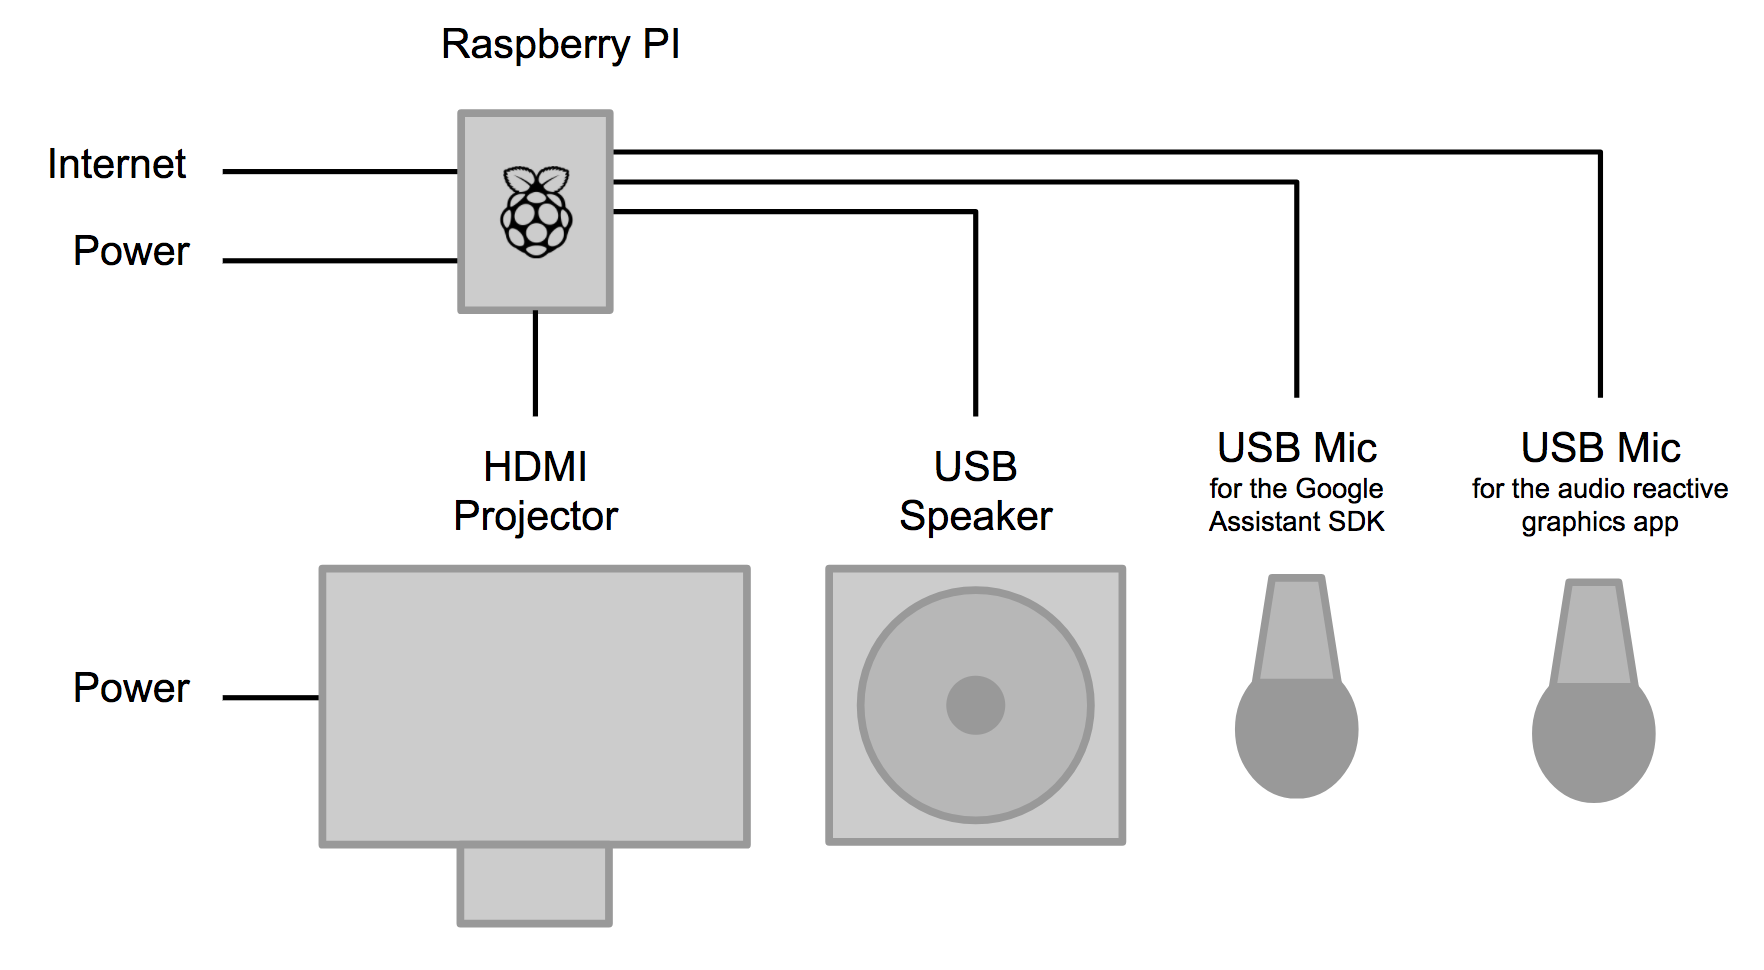 Raspberry PI
Internet
Power
HDMI
Projector
USB
Speaker
USB Mic
for the Google
Assistant SDK
USB Mic
for the audio reactive
graphics app
Power